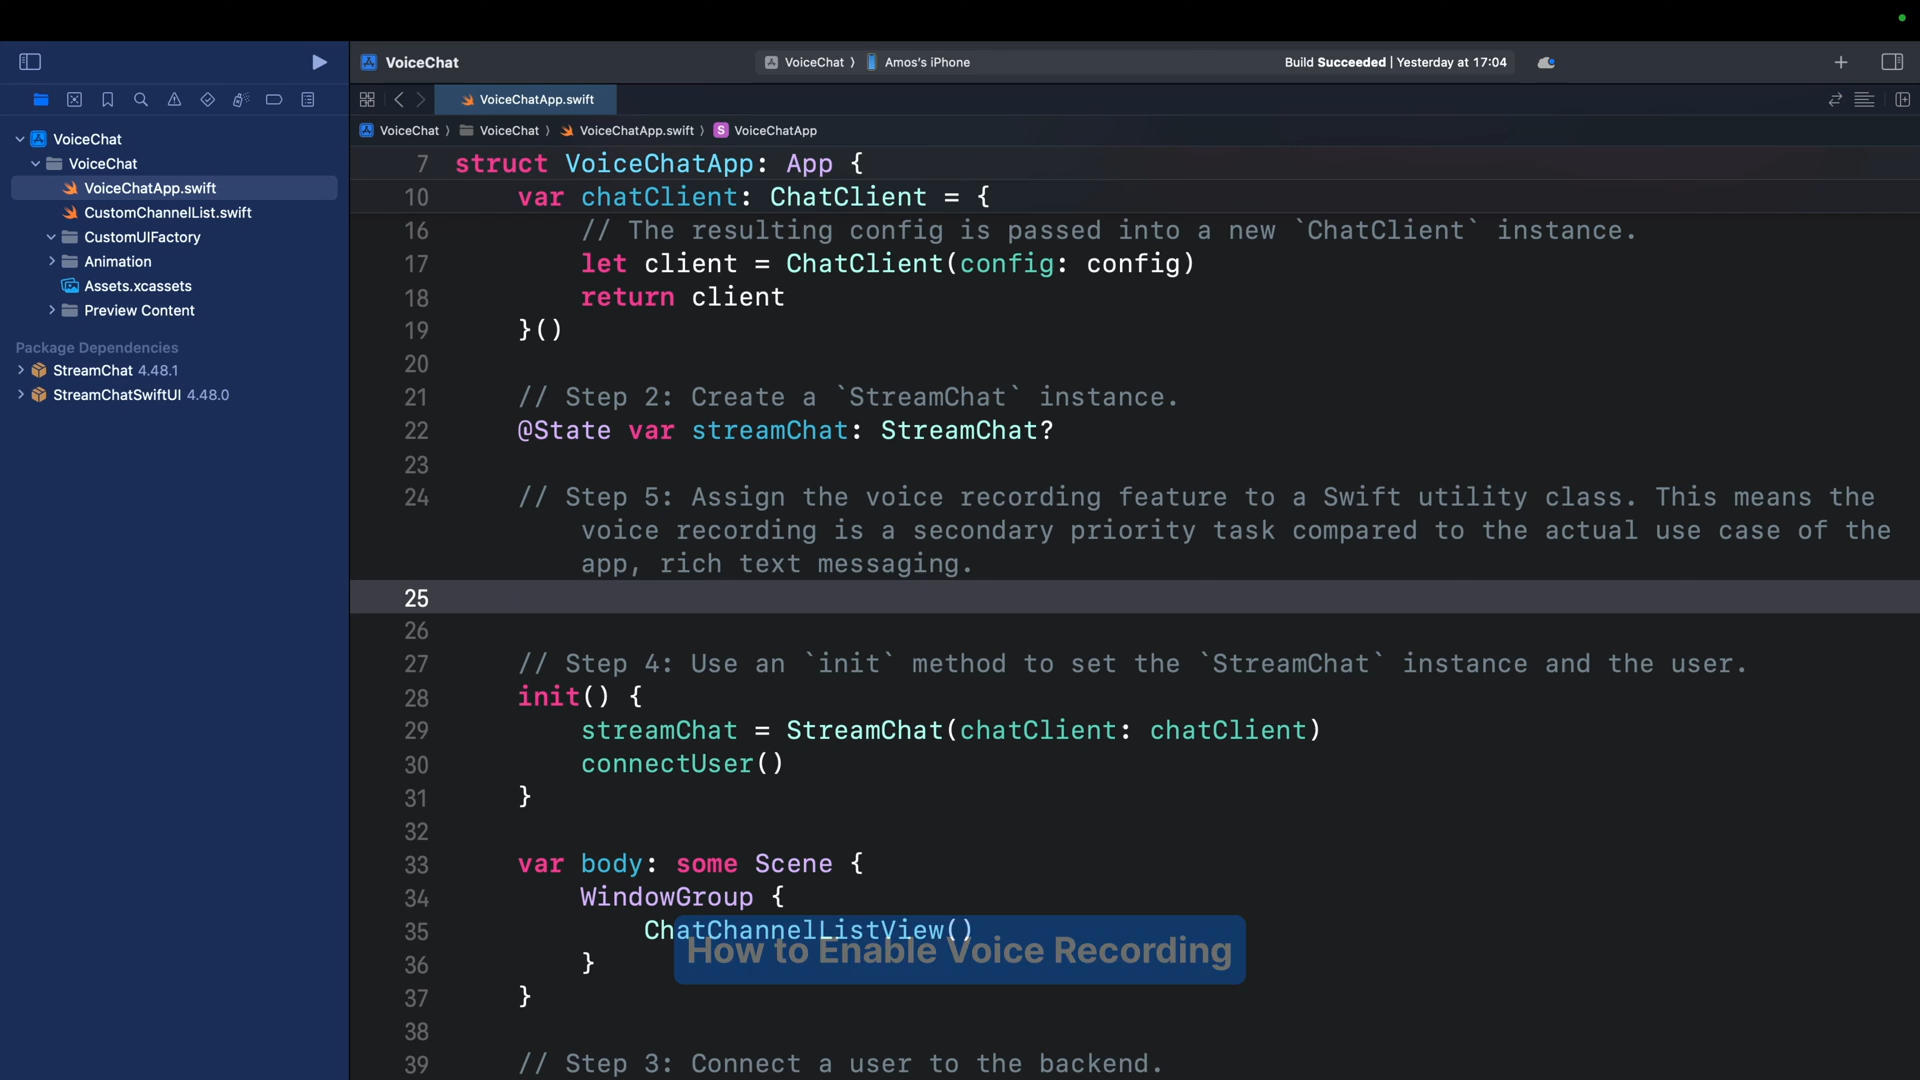 VoiceChat
VoiceChat 〉 Amos's iPhone
Build Succeeded | Yesterday at 17:04
VoiceChatApp.swift
VoiceChat 〉 VoiceChat 〉 VoiceChatApp.swift 〉 S VoiceChatApp
VoiceChat
VoiceChat
VoiceChatApp.swift
CustomChannelList.swift
CustomUIFactory
Animation
Assets.xcassets
Preview Content
Package Dependencies
StreamChat 4.48.1
StreamChatSwiftUI 4.48.0
7 struct VoiceChatApp: App {
10 var chatClient: ChatClient = {
16 // The resulting config is passed into a new `ChatClient` instance.
17 let client = ChatClient(config: config)
18 return client
19 }()
20
21 // Step 2: Create a `StreamChat` instance.
22 @State var streamChat: StreamChat?
23
24 // Step 5: Assign the voice recording feature to a Swift utility class. This means the
voice recording is a secondary priority task compared to the actual use case of the
app, rich text messaging.
25
26
27 // Step 4: Use an `init` method to set the `StreamChat` instance and the user.
28 init() {
29 streamChat = StreamChat(chatClient: chatClient)
30 connectUser()
31 }
32
33 var body: some Scene {
34 WindowGroup {
35 ChatChannelListView()
How to Enable Voice Recording
36 }
37 }
38
39 // Step 3: Connect a user to the backend.